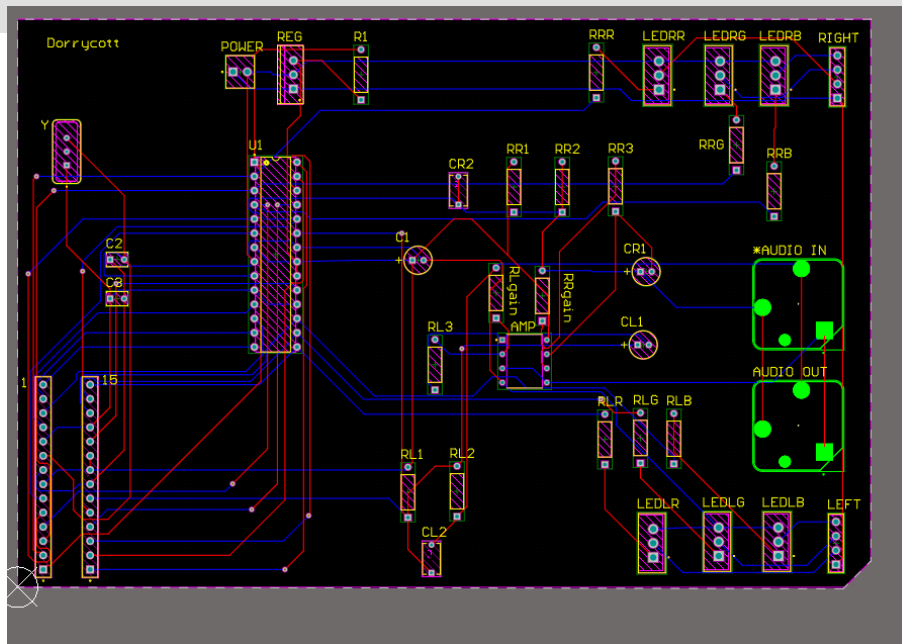 Dorrycott
POWER
REG
R1
RRR
LEDRR
LEDRG
LEDRB
RIGHT
Y
U1
RRG
RR1
RR2
RR3
CR2
RRB
C2
C1
CR1
*AUDIO IN
C3
RLgain
RRgain
AMP
CL1
RL3
AUDIO OUT
1
15
RLR
RLG
RLB
RL1
RL2
LEDLR
LEDLG
LEDLB
LEFT
CL2